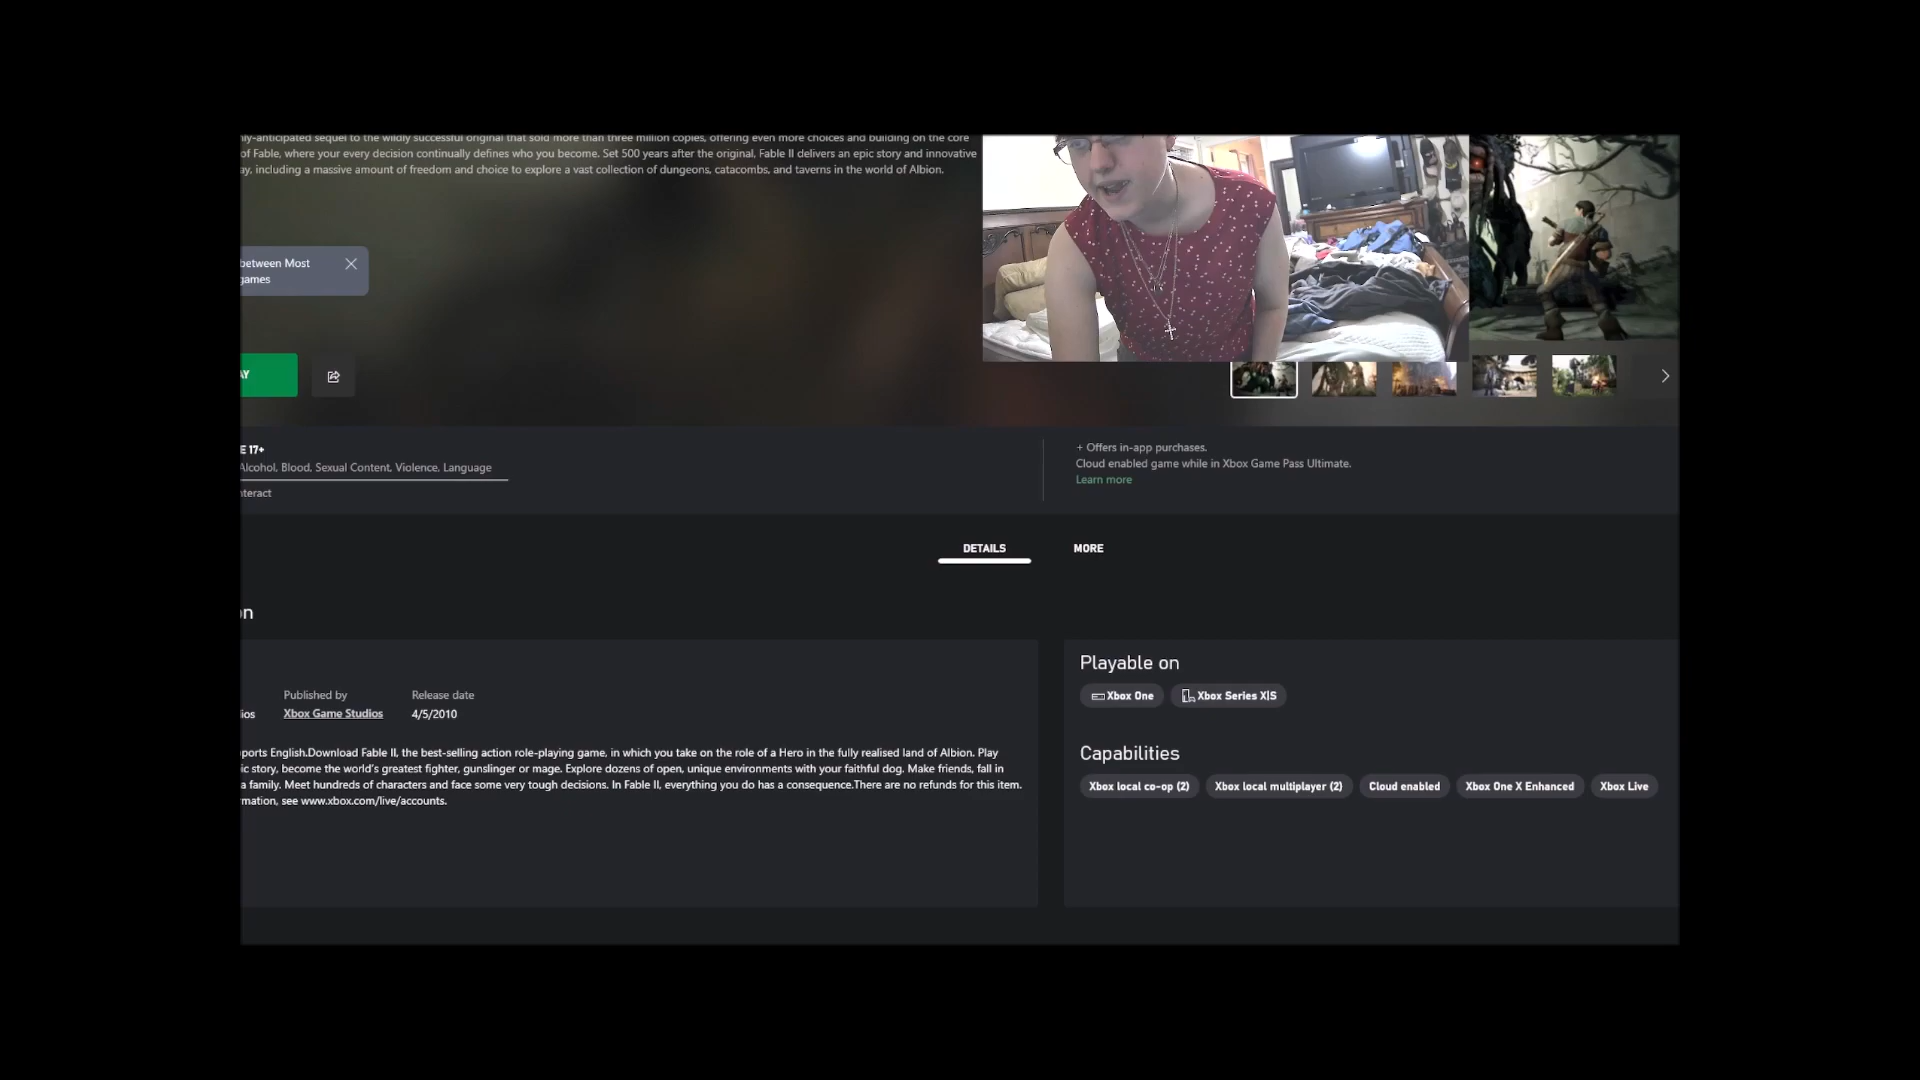 nly-anticipated sequel to the wildly successful original that sold more than three million copies, offering even more choices and building on the core
of Fable, where your every decision continually defines who you become. Set 500 years after the original, Fable II delivers an epic story and innovative
ay, including a massive amount of freedom and choice to explore a vast collection of dungeons, catacombs, and taverns in the world of Albion.
between Most
games
AY
E 17+
Alcohol, Blood, Sexual Content, Violence, Language
nteract
+ Offers in-app purchases.
Cloud enabled game while in Xbox Game Pass Ultimate.
Learn more
DETAILS
MORE
on
Published by
Release date
ios
Xbox Game Studios
4/5/2010
ports English.Download Fable II, the best-selling action role-playing game, in which you take on the role of a Hero in the fully realised land of Albion. Play
ic story, become the world's greatest fighter, gunslinger or mage. Explore dozens of open, unique environments with your faithful dog. Make friends, fall in
a family. Meet hundreds of characters and face some very tough decisions. In Fable II, everything you do has a consequence.There are no refunds for this item.
rmation, see www.xbox.com/live/accounts.
Playable on
Xbox One
Xbox Series X|S
Capabilities
Xbox local co-op (2)
Xbox local multiplayer (2)
Cloud enabled
Xbox One X Enhanced
Xbox Live